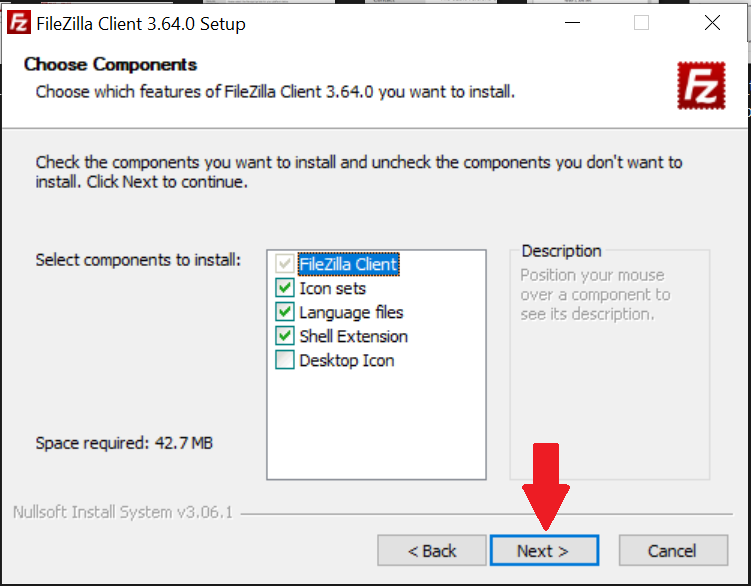 FileZilla Client 3.64.0 Setup
Choose Components
Choose which features of FileZilla Client 3.64.0 you want to install.
Fz
Check the components you want to install and uncheck the components you don't want to
install. Click Next to continue.
Select components to install:
FileZilla Client
Icon sets
Language files
Shell Extension
Desktop Icon
Description
Position your mouse
over a component to
see its description.
Space required: 42.7 MB
Nullsoft Install System v3.06.1
< Back
Next >
Cancel